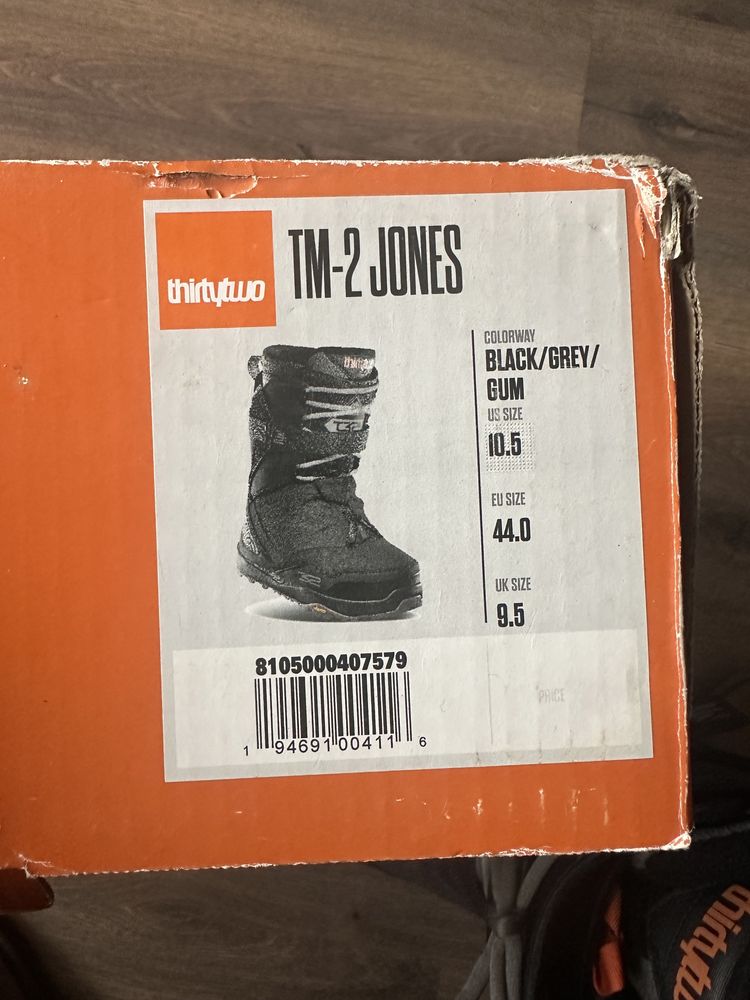 thirtytwo
TM-2 JONES
COLORWAY
BLACK/GREY/
GUM
US SIZE
10.5
EU SIZE
44.0
UK SIZE
9.5
8105000407579
1 94691 00411 6
PRICE
thirtytwo